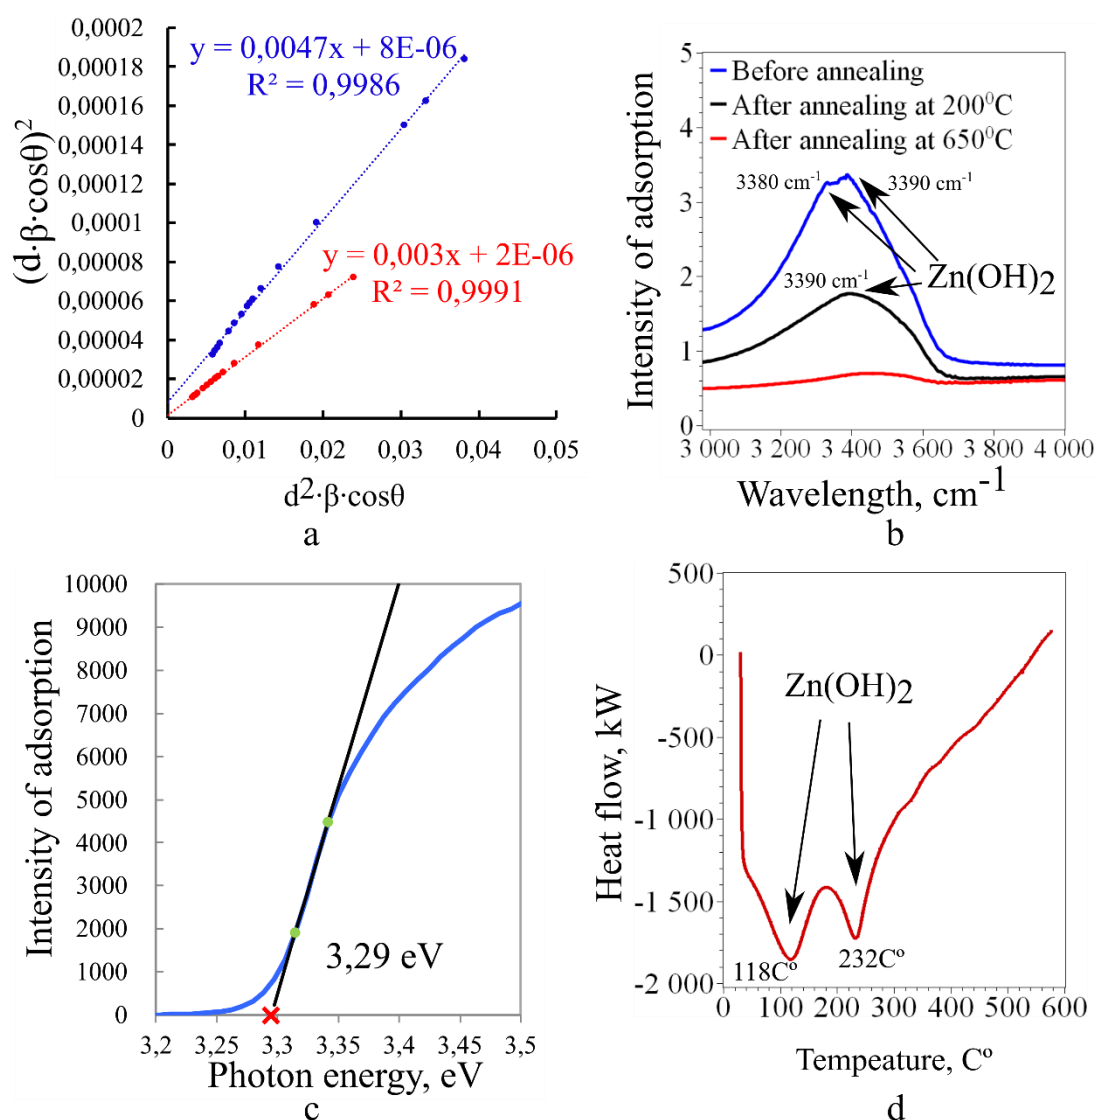 0,0002
0,00018
0,00016
0,00014
0,00012
0,0001
0,00008
0,00006
0,00004
0,00002
0
(d·β·cosθ)²
y = 0,0047x + 8E-06
R² = 0,9986
y = 0,003x + 2E-06
R² = 0,9991
0 0,01 0,02 0,03 0,04 0,05
d²·β·cosθ
a
5
4
3
2
1
0
Intensity of adsorption
Before annealing
After annealing at 200⁰C
After annealing at 650⁰C
3380 cm⁻¹
3390 cm⁻¹
3390 cm⁻¹
Zn(OH)₂
3 000 3 200 3 400 3 600 3 800 4 000
Wavelength, cm⁻¹
b
10000
9000
8000
7000
6000
5000
4000
3000
2000
1000
0
Intensity of adsorption
3,29 eV
3,2 3,25 3,3 3,35 3,4 3,45 3,5
Photon energy, eV
c
500
0
-500
-1 000
-1 500
-2 000
Heat flow, kW
Zn(OH)₂
118Cº
232Cº
0 100 200 300 400 500 600
Tempeature, Cº
d